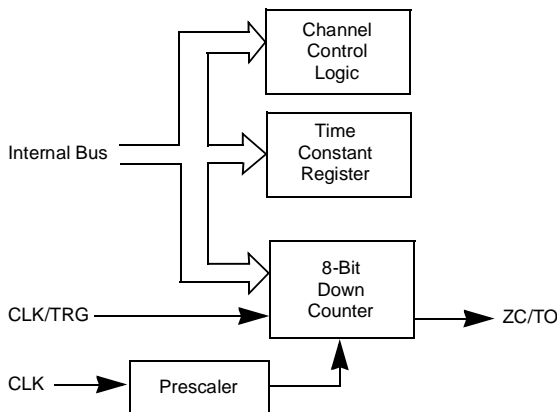 Channel
Control
Logic
Internal Bus
Time
Constant
Register
8-Bit
Down
Counter
CLK/TRG
ZC/TO
CLK
Prescaler